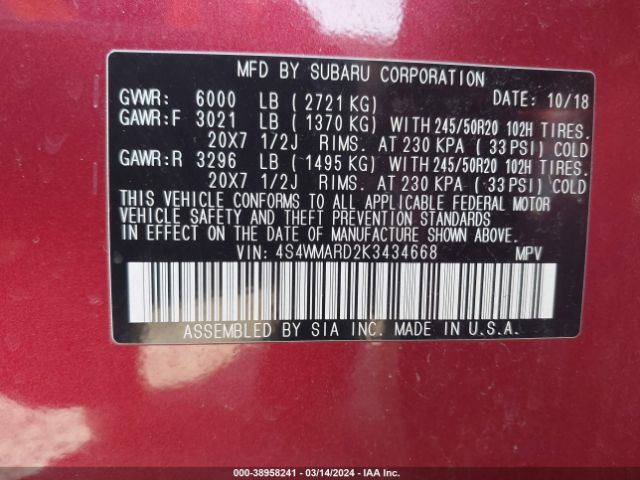 MFD BY SUBARU CORPORATION
GVWR: 6000 LB (2721 KG) DATE: 10/18
GAWR:F 3021 LB (1370 KG) WITH 245/50R20 102H TIRES.
20X7 1/2J RIMS. AT 230 KPA (33 PSI) COLD
GAWR:R 3296 LB (1495 KG) WITH 245/50R20 102H TIRES.
20X7 1/2J RIMS. AT 230 KPA (33 PSI) COLD
THIS VEHICLE CONFORMS TO ALL APPLICABLE FEDERAL MOTOR
VEHICLE SAFETY AND THEFT PREVENTION STANDARDS
IN EFFECT ON THE DATE OF MANUFACTURE SHOWN ABOVE.
VIN: 4S4WMARD2K3434668 MPV
ASSEMBLED BY SIA INC. MADE IN U.S.A.
000-38958241 - 03/14/2024 - IAA Inc.